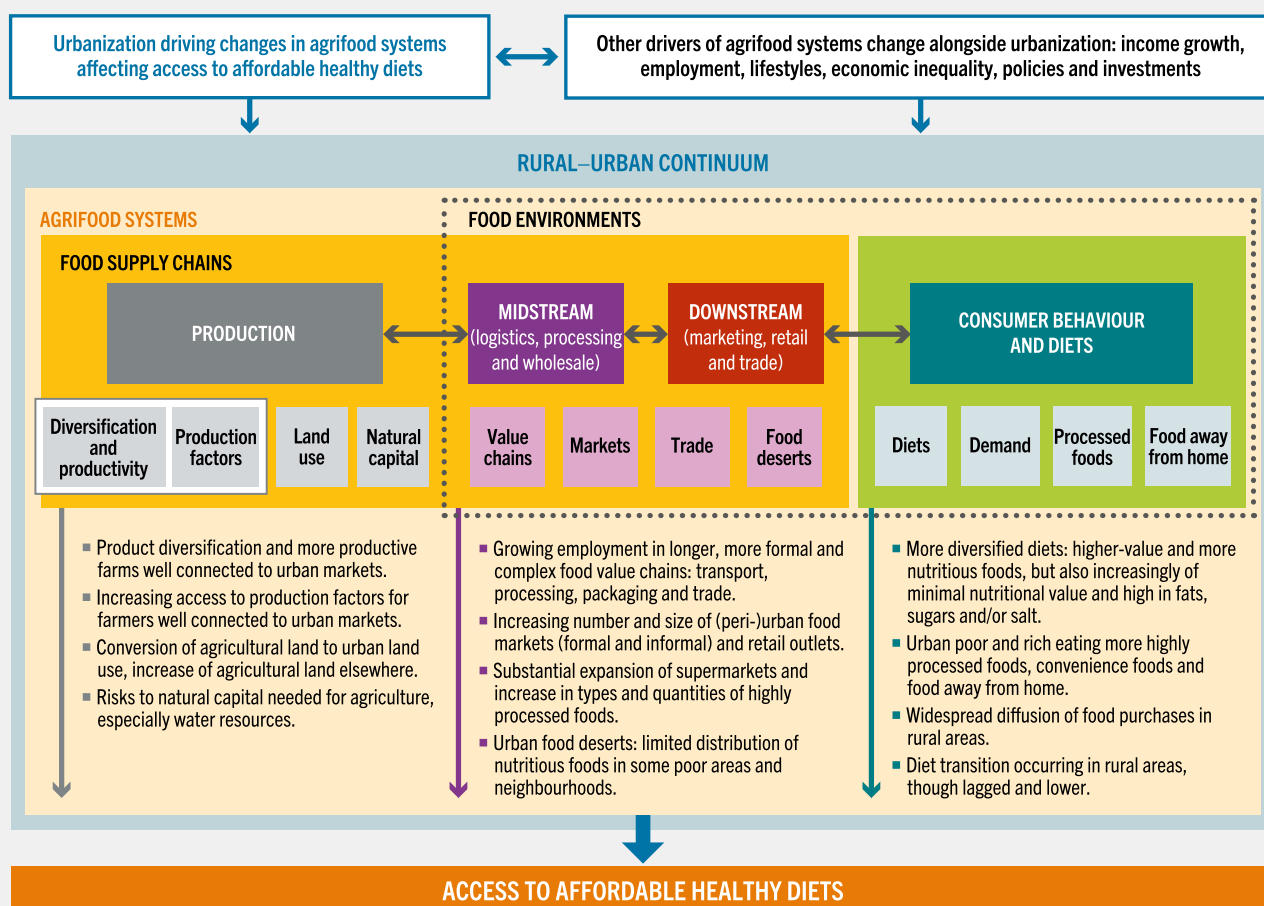 Urbanization driving changes in agrifood systems
affecting access to affordable healthy diets
Other drivers of agrifood systems change alongside urbanization: income growth,
employment, lifestyles, economic inequality, policies and investments
RURAL–URBAN CONTINUUM
AGRIFOOD SYSTEMS
FOOD ENVIRONMENTS
FOOD SUPPLY CHAINS
PRODUCTION
MIDSTREAM
(logistics, processing
and wholesale)
DOWNSTREAM
(marketing, retail
and trade)
CONSUMER BEHAVIOUR
AND DIETS
Diversification
and
productivity
Production
factors
Land
use
Natural
capital
Value
chains
Markets
Trade
Food
deserts
Diets
Demand
Processed
foods
Food away
from home
■ Product diversification and more productive
farms well connected to urban markets.
■ Increasing access to production factors for
farmers well connected to urban markets.
■ Conversion of agricultural land to urban land
use, increase of agricultural land elsewhere.
■ Risks to natural capital needed for agriculture,
especially water resources.
■ Growing employment in longer, more formal and
complex food value chains: transport,
processing, packaging and trade.
■ Increasing number and size of (peri-)urban food
markets (formal and informal) and retail outlets.
■ Substantial expansion of supermarkets and
increase in types and quantities of highly
processed foods.
■ Urban food deserts: limited distribution of
nutritious foods in some poor areas and
neighbourhoods.
■ More diversified diets: higher-value and more
nutritious foods, but also increasingly of
minimal nutritional value and high in fats,
sugars and/or salt.
■ Urban poor and rich eating more highly
processed foods, convenience foods and
food away from home.
■ Widespread diffusion of food purchases in
rural areas.
■ Diet transition occurring in rural areas,
though lagged and lower.
ACCESS TO AFFORDABLE HEALTHY DIETS